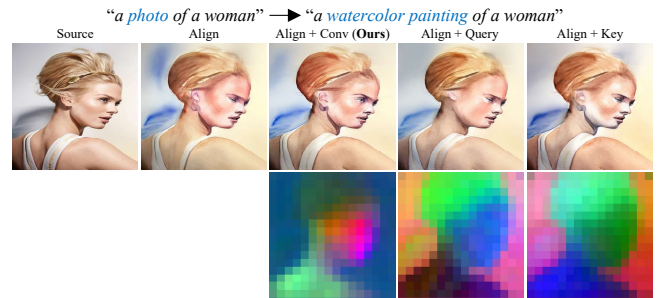 “a photo of a woman” → “a watercolor painting of a woman”
Source Align Align + Conv (Ours) Align + Query Align + Key